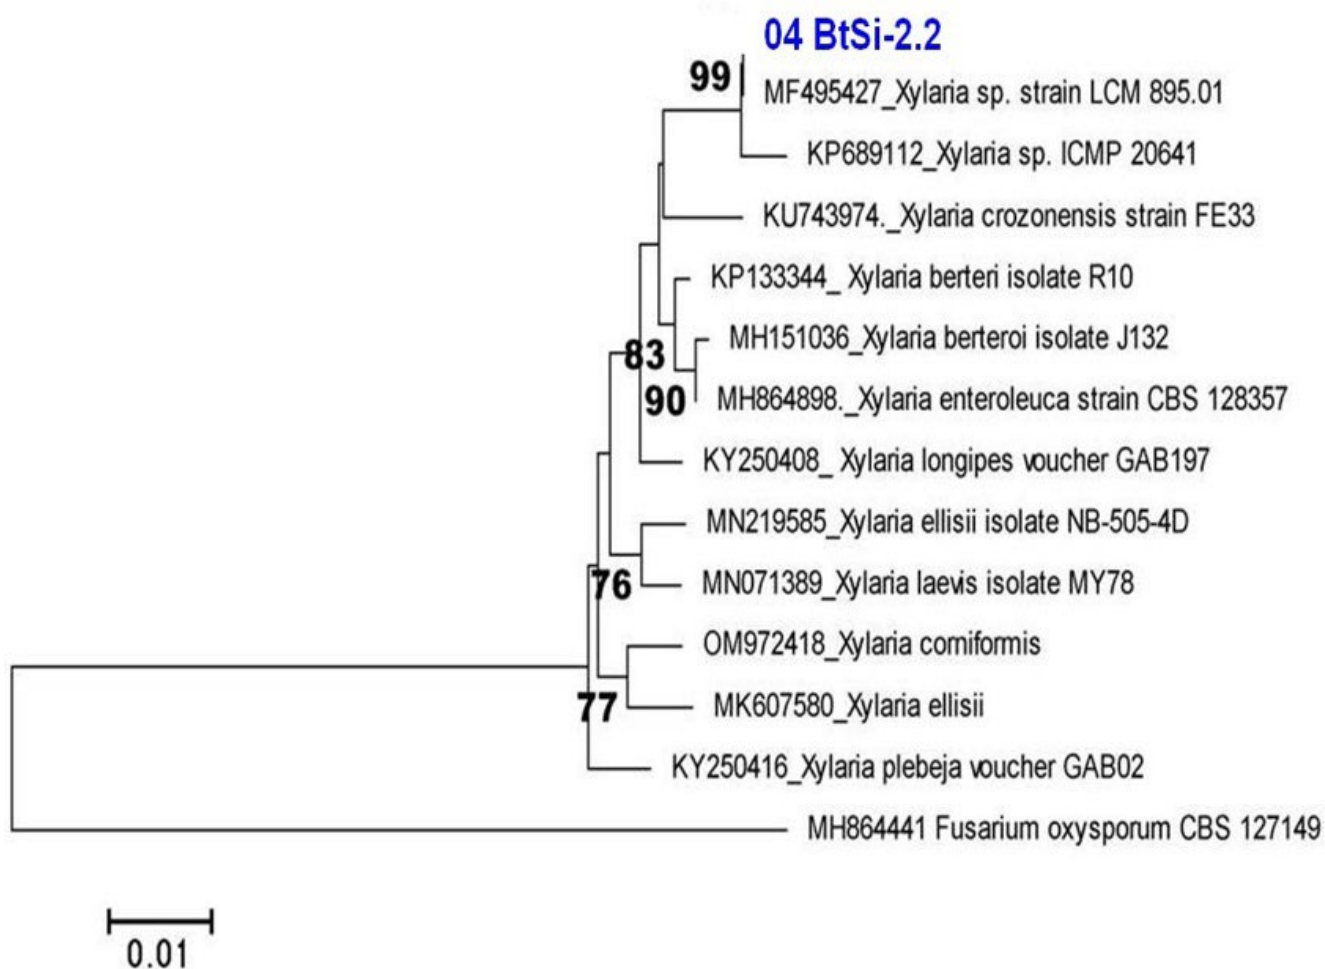 04 BtSi-2.2
99
MF495427_Xylaria sp. strain LCM 895.01
KP689112_Xylaria sp. ICMP 20641
KU743974._Xylaria crozonensis strain FE33
KP133344_ Xylaria berteri isolate R10
MH151036_Xylaria berteroi isolate J132
83
90
MH864898._Xylaria enteroleuca strain CBS 128357
KY250408_ Xylaria longipes voucher GAB197
MN219585_Xylaria ellisii isolate NB-505-4D
76
MN071389_Xylaria laevis isolate MY78
OM972418_Xylaria corniformis
77
MK607580_Xylaria ellisii
KY250416_Xylaria plebeja voucher GAB02
MH864441 Fusarium oxysporum CBS 127149
0.01